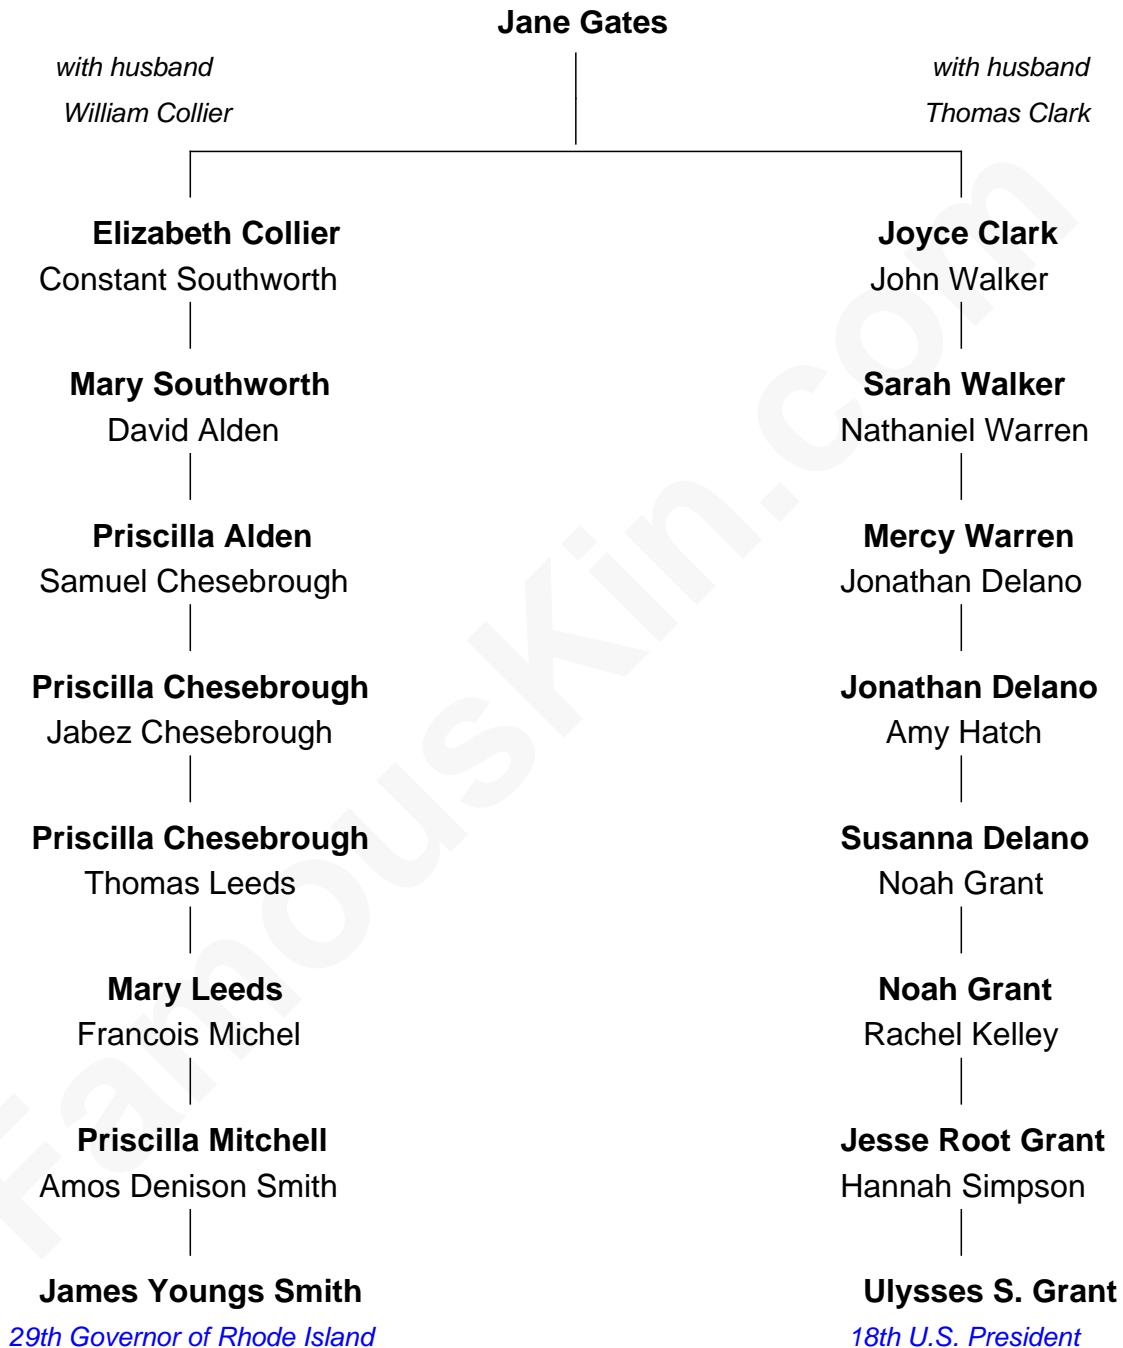 Jane Gates
with husband
William Collier
with husband
Thomas Clark
Elizabeth Collier
Constant Southworth
Joyce Clark
John Walker
Mary Southworth
David Alden
Sarah Walker
Nathaniel Warren
Priscilla Alden
Samuel Chesebrough
Mercy Warren
Jonathan Delano
Priscilla Chesebrough
Jabez Chesebrough
Jonathan Delano
Amy Hatch
Priscilla Chesebrough
Thomas Leeds
Susanna Delano
Noah Grant
Mary Leeds
Francois Michel
Noah Grant
Rachel Kelley
Priscilla Mitchell
Amos Denison Smith
Jesse Root Grant
Hannah Simpson
James Youngs Smith
29th Governor of Rhode Island
Ulysses S. Grant
18th U.S. President
FamousKin.com